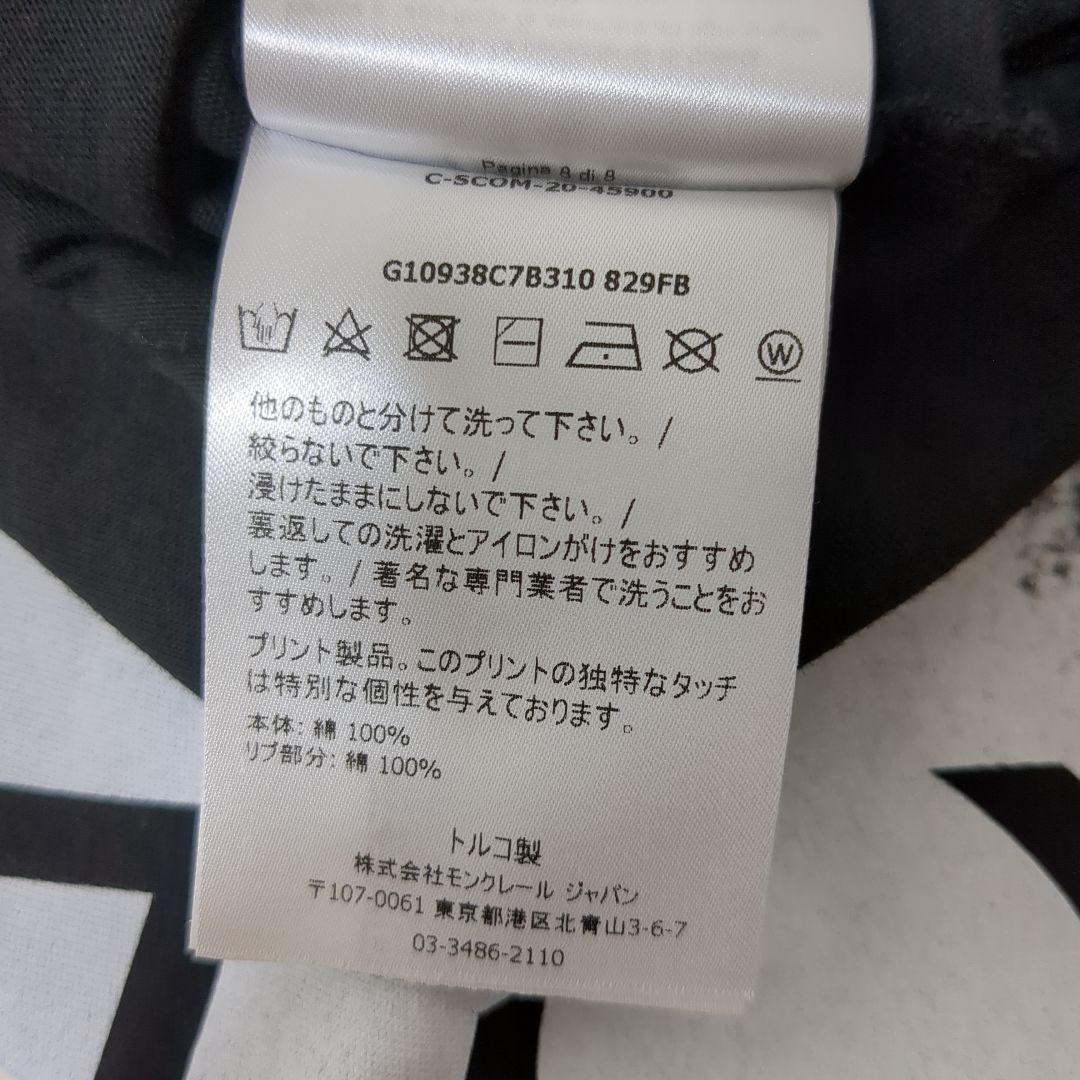 Pagina 8 di 8
C-SCOM-20-45900
G10938C7B310 829FB
W
他のものと分けて洗って下さい。/
絞らないで下さい。/
浸けたままにしないで下さい。/
裏返しての洗濯とアイロンがけをおすすめ
します。/ 著名な専門業者で洗うことをお
すすめします。
プリント製品。このプリントの独特なタッチ
は特別な個性を与えております。
本体: 綿 100%
リブ部分: 綿 100%
トルコ製
株式会社モンクレール ジャパン
〒107-0061 東京都港区北青山3-6-7
03-3486-2110